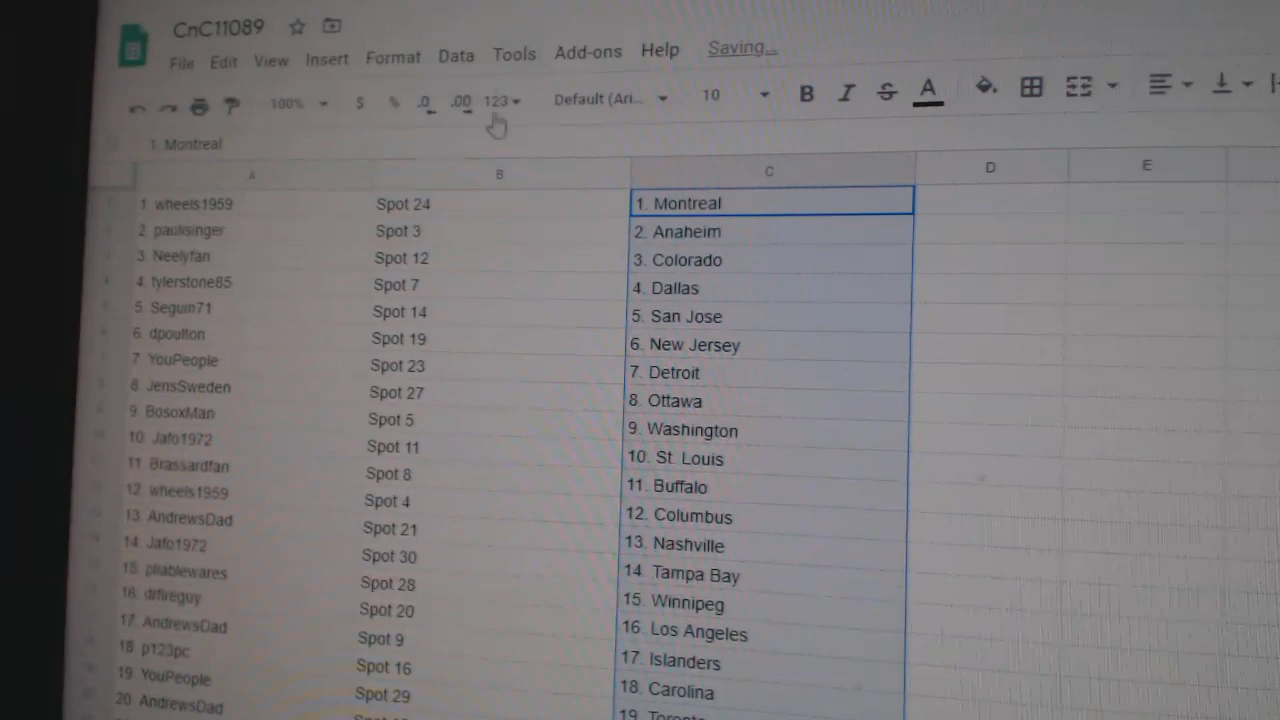 CnC11089
File Edit View Insert Format Data Tools Add-ons Help Saving...
100% $ % .0 .00 123 Default (Ari... 10 B I S A
1. Montreal
A B C D E
1. wheels1959 Spot 24 1. Montreal
2. paulisinger Spot 3 2. Anaheim
3. Neelyfan Spot 12 3. Colorado
4. tylerstone85 Spot 7 4. Dallas
5. Seguin71 Spot 14 5. San Jose
6. dpoulton Spot 19 6. New Jersey
7. YouPeople Spot 23 7. Detroit
8. JensSweden Spot 27 8. Ottawa
9. BosoxMan Spot 5 9. Washington
10. Jafo1972 Spot 11 10. St. Louis
11. Brassardfan Spot 8 11. Buffalo
12. wheels1959 Spot 4 12. Columbus
13. AndrewsDad Spot 21 13. Nashville
14. Jafo1972 Spot 30 14. Tampa Bay
15. pliablewares Spot 28 15. Winnipeg
16. drfireguy Spot 20 16. Los Angeles
17. AndrewsDad Spot 9 17. Islanders
18. p123pc Spot 16 18. Carolina
19. YouPeople Spot 29 19. Toronto
20. AndrewsDad